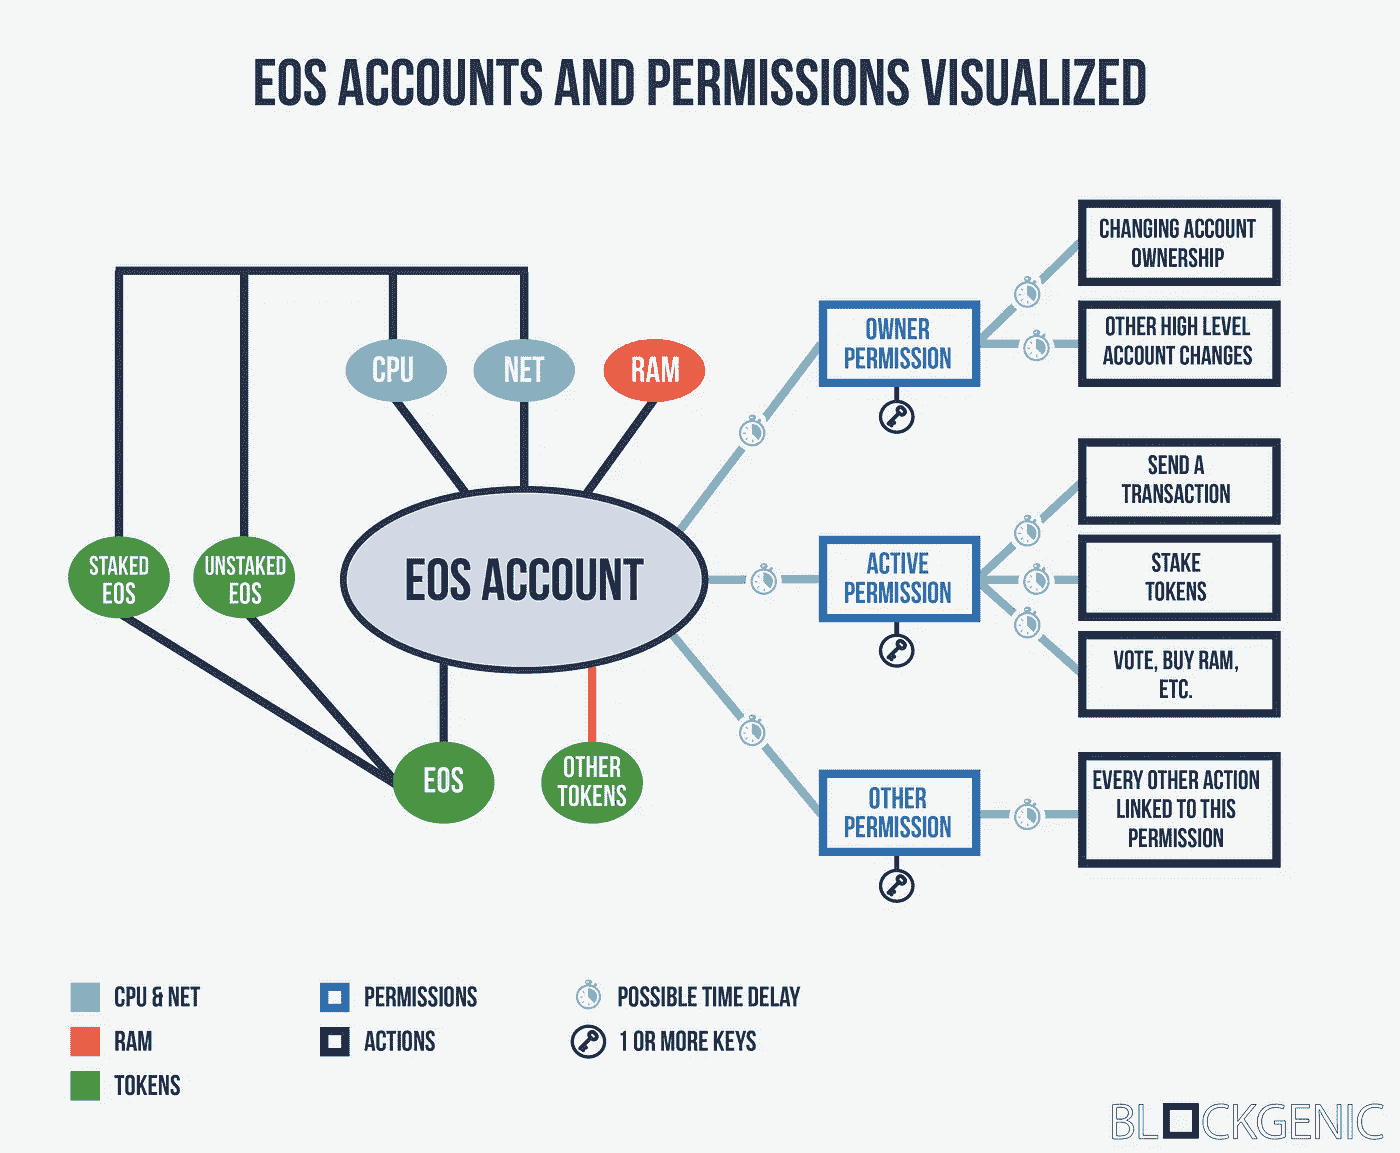 EOS ACCOUNTS AND PERMISSIONS VISUALIZED
CPU
NET
RAM
STAKED
EOS
UNSTAKED
EOS
EOS ACCOUNT
EOS
OTHER
TOKENS
OWNER
PERMISSION
CHANGING ACCOUNT
OWNERSHIP
OTHER HIGH LEVEL
ACCOUNT CHANGES
ACTIVE
PERMISSION
SEND A
TRANSACTION
STAKE
TOKENS
VOTE, BUY RAM,
ETC.
OTHER
PERMISSION
EVERY OTHER ACTION
LINKED TO THIS
PERMISSION
CPU & NET
RAM
TOKENS
PERMISSIONS
ACTIONS
POSSIBLE TIME DELAY
1 OR MORE KEYS
BLOCKGENIC